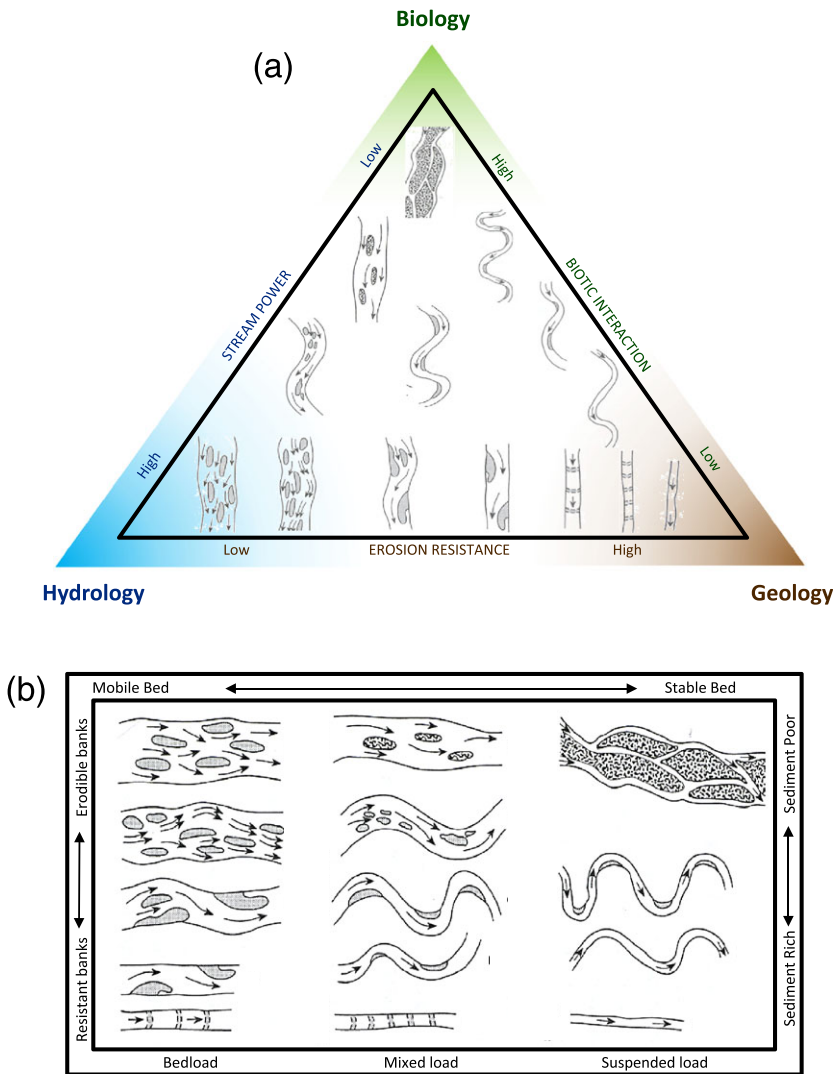 Biology
(a)
Low
High
STREAM POWER
BIOTIC INTERACTION
High
Low
Low
EROSION RESISTANCE
High
Hydrology
Geology
(b)
Mobile Bed
Stable Bed
Erodible banks
Sediment Poor
Resistant banks
Sediment Rich
Bedload
Mixed load
Suspended load